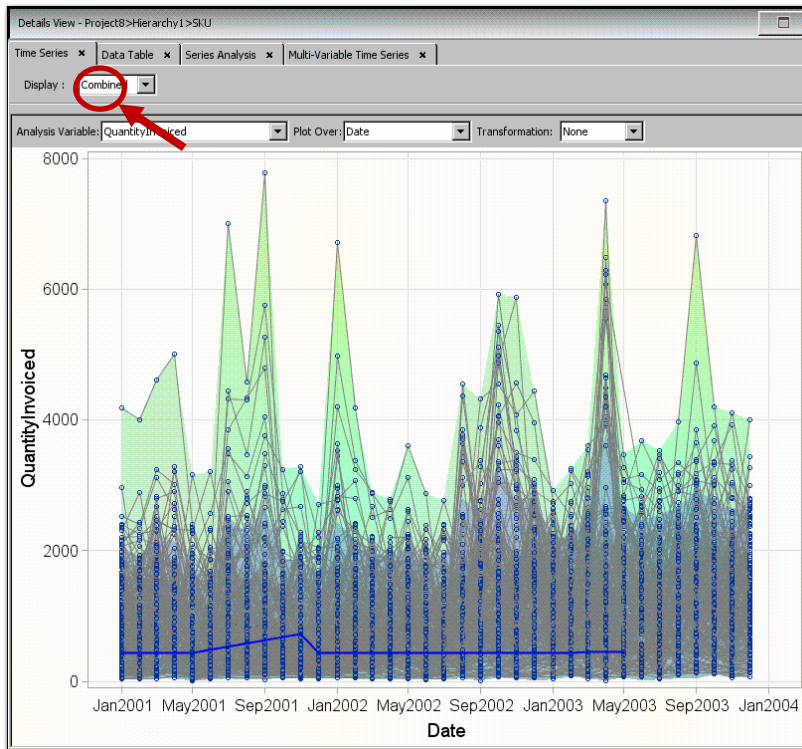 Details View - Project8>Hierarchy1>SKU
Time Series × Data Table × Series Analysis × Multi-Variable Time Series ×
Display : Combined
Analysis Variable: QuantityInvoiced Plot Over: Date Transformation: None
8000
6000
4000
2000
0
QuantityInvoiced
Jan2001 May2001 Sep2001 Jan2002 May2002 Sep2002 Jan2003 May2003 Sep2003 Jan2004
Date